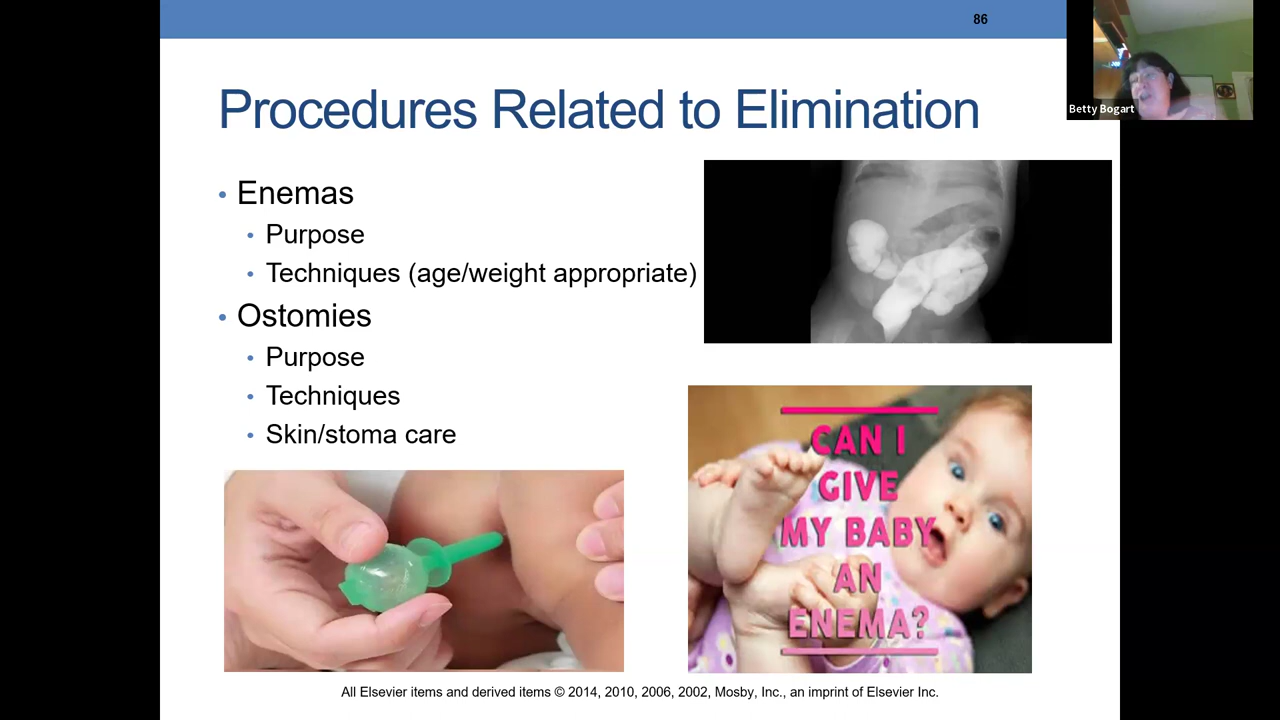 86
Betty Bogart
Procedures Related to Elimination
• Enemas
• Purpose
• Techniques (age/weight appropriate)
• Ostomies
• Purpose
• Techniques
• Skin/stoma care
CAN I
GIVE
MY BABY
AN
ENEMA?
All Elsevier items and derived items © 2014, 2010, 2006, 2002, Mosby, Inc., an imprint of Elsevier Inc.